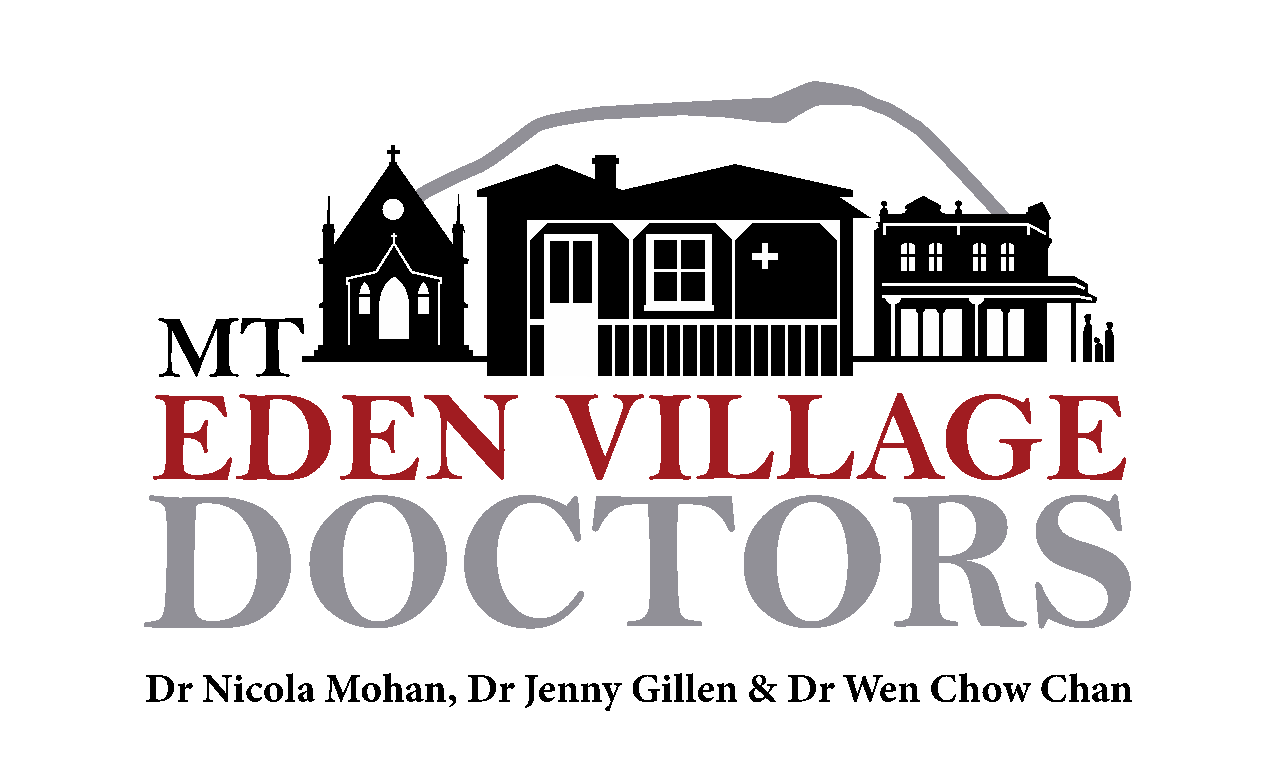 MT
EDEN VILLAGE
DOCTORS
Dr Nicola Mohan, Dr Jenny Gillen & Dr Wen Chow Chan